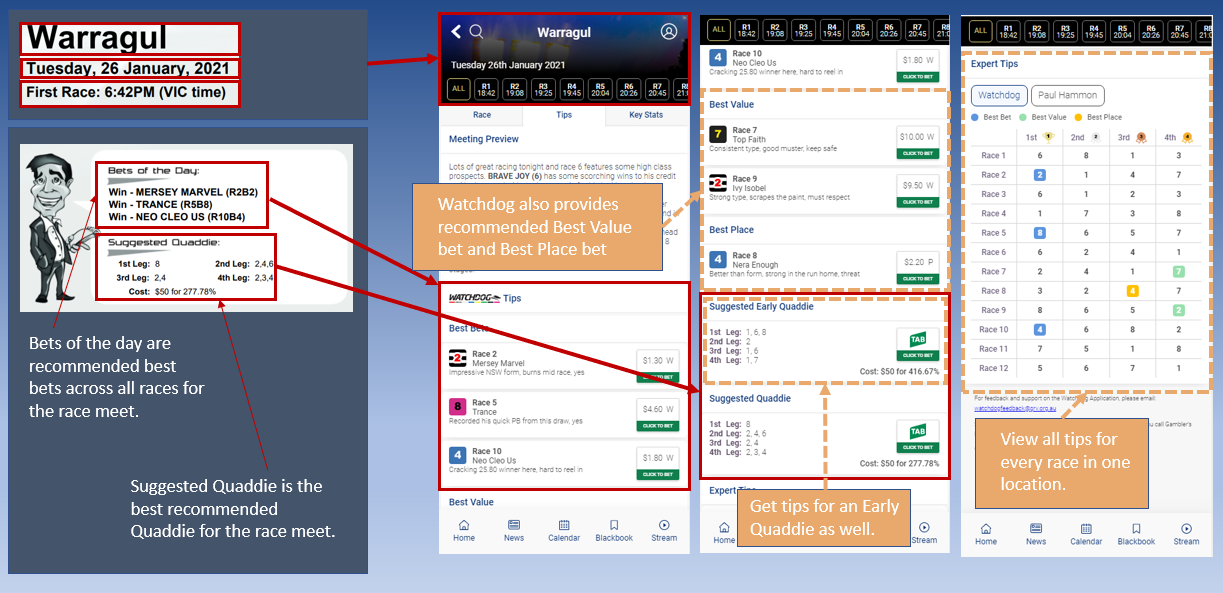 Warragul
Tuesday, 26 January, 2021
First Race: 6:42PM (VIC time)
Bets of the Day:
Win - MERSEY MARVEL (R2B2)
Win - TRANCE (R5B8)
Win - NEO CLEO US (R10B4)
Suggested Quaddie:
1st Leg: 8 2nd Leg: 2,4,6
3rd Leg: 2,4 4th Leg: 2,3,4
Cost: $50 for 277.78%
Bets of the day are
recommended best
bets across all races for
the race meet.
Suggested Quaddie is the
best recommended
Quaddie for the race meet.
Warragul
Tuesday 26th January 2021
ALL R1 R2 R3 R4 R5 R6 R7 R8
18:42 19:08 19:25 19:45 20:04 20:26 20:45
Race Tips Key Stats
Meeting Preview
Lots of great racing tonight and race 6 features some high class
prospects. BRAVE JOY (6) has some scorching wins to his credit
Watchdog also provides
recommended Best Value
bet and Best Place bet
WATCHDOG Tips
Best Bets
2 Race 2
Mersey Marvel
Impressive NSW form, burns mid race, yes
$1.30 W
CLICK TO BET
8 Race 5
Trance
Recorded his quick PB from this draw, yes
$4.60 W
CLICK TO BET
4 Race 10
Neo Cleo Us
Cracking 25.80 winner here, hard to reel in
$1.80 W
CLICK TO BET
Best Value
Home News Calendar Blackbook Stream
ALL R1 R2 R3 R4 R5 R6 R7 R8
18:42 19:08 19:25 19:45 20:04 20:26 20:45
4 Race 10
Neo Cleo Us
Cracking 25.80 winner here, hard to reel in
$1.80 W
CLICK TO BET
Best Value
7 Race 7
Top Faith
Consistent type, good muster, keep safe
$10.00 W
CLICK TO BET
2 Race 9
Ivy Isobel
Strong type, scrapes the paint, must respect
$9.50 W
CLICK TO BET
Best Place
4 Race 8
Nera Enough
Better than form, strong in the run home, threat
$2.20 P
CLICK TO BET
Suggested Early Quaddie
1st Leg: 1, 6, 8
2nd Leg: 2
3rd Leg: 1, 6
4th Leg: 1, 7
TAB
CLICK TO BET
Cost: $50 for 416.67%
Suggested Quaddie
1st Leg: 8
2nd Leg: 2, 4, 6
3rd Leg: 2, 4
4th Leg: 2, 3, 4
TAB
CLICK TO BET
Cost: $50 for 277.78%
Expert Tips
Get tips for an Early
Quaddie as well.
Home Stream
ALL R1 R2 R3 R4 R5 R6 R7 R8
18:42 19:08 19:25 19:45 20:04 20:26 20:45
Expert Tips
Watchdog Paul Hammon
Best Bet Best Value Best Place
1st 1 2nd 2 3rd 3 4th 4
Race 1 6 8 1 3
Race 2 2 1 4 7
Race 3 6 1 2 3
Race 4 1 7 3 8
Race 5 8 6 5 7
Race 6 6 2 4 1
Race 7 2 4 1 7
Race 8 3 2 4 7
Race 9 8 6 5 2
Race 10 4 6 8 2
Race 11 7 5 1 8
Race 12 5 6 7 1
For feedback and support on the Watchdog Application, please email:
watchdogfeedback@grv.org.au
call Gambler's
View all tips for
every race in one
location.
Home News Calendar Blackbook Stream